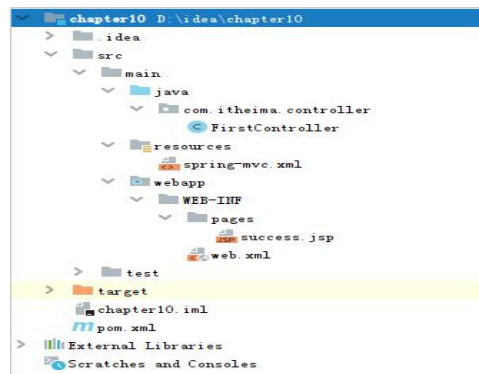 chapter10 D:\idea\chapter10
.idea
src
main
java
com.itheima.controller
C FirstController
resources
spring-mvc.xml
webapp
WEB-INF
pages
JSP success.jsp
web.xml
test
target
chapter10.iml
m pom.xml
External Libraries
Scratches and Consoles